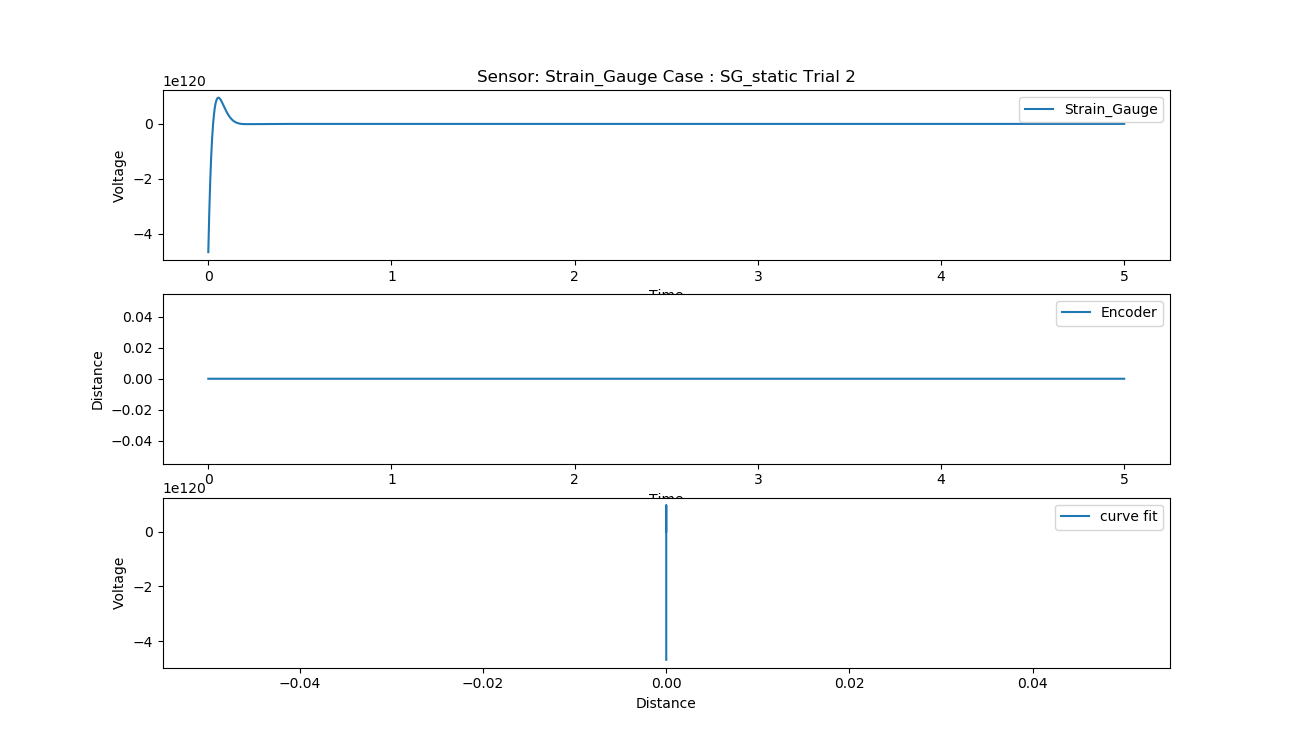 Sensor: Strain_Gauge Case : SG_static Trial 2
1e120
Strain_Gauge
0
−2
−4
Voltage
0 1 2 3 4 5
Time
Encoder
0.04
0.02
0.00
−0.02
−0.04
Distance
0 1 2 3 4 5
Time
1e120
curve fit
0
−2
−4
Voltage
−0.04 −0.02 0.00 0.02 0.04
Distance